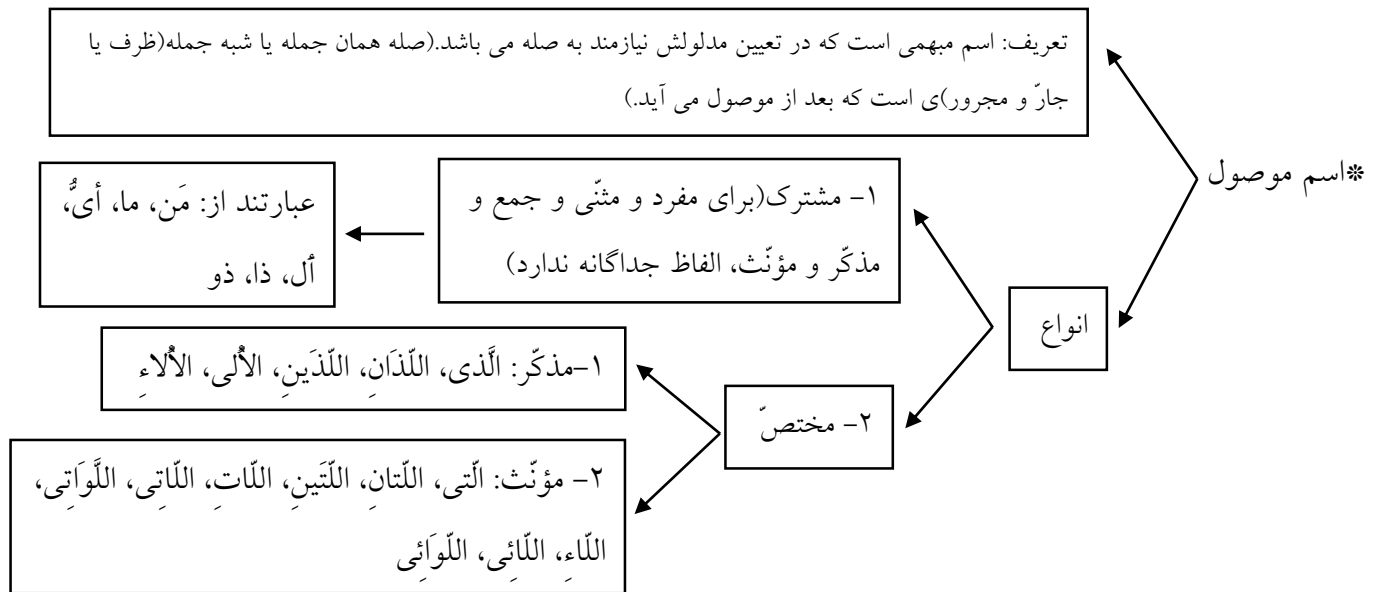 *اسم موصول
تعریف: اسم مبهمی است که در تعیین مدلولش نیازمند به صله می باشد.(صله همان جمله یا شبه جمله(ظرف یا
جارّ و مجرور)ی است که بعد از موصول می آید.)
انواع
۱- مشترک(برای مفرد و مثنّی و جمع و
مذکّر و مؤنّث، الفاظ جداگانه ندارد)
عبارتند از: مَن، ما، أیُّ،
أل، ذا، ذو
۲- مختصّ
۱-مذکّر: الَّذی، اللّذَانِ، اللّذَینِ، الأُلی، الأُلاءِ
۲- مؤنّث: الّتی، اللّتانِ، اللّتَینِ، اللّاتِ، اللّاتِی، اللَّوَاتِی،
اللّاءِ، اللّائِی، اللّوَائِی